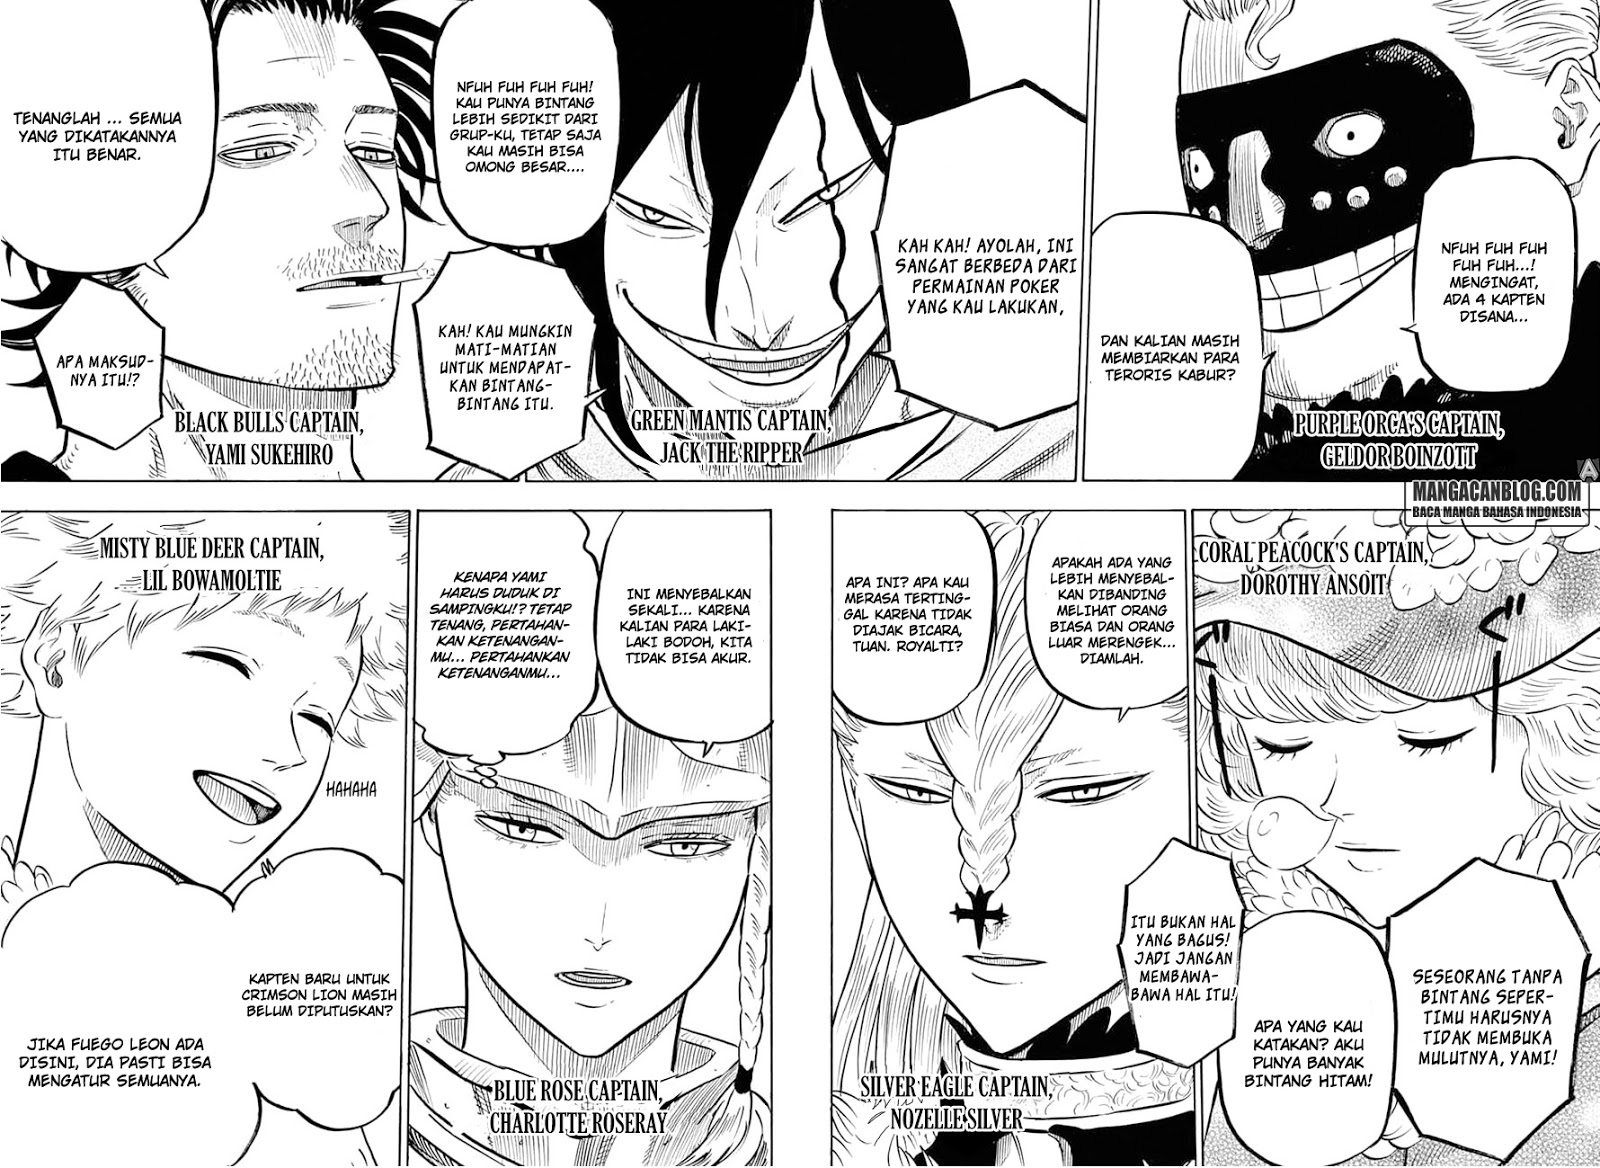 NFUH FUH FUH
FUH FUH...!
MENGINGAT,
ADA 4 KAPTEN
DISANA...
DAN KALIAN MASIH
MEMBIARKAN PARA
TERORIS KABUR?
PURPLE ORCA'S CAPTAIN,
GELDOR BOINZOTT
KAH KAH! AYOLAH, INI
SANGAT BERBEDA DARI
PERMAINAN POKER
YANG KAU LAKUKAN,
NFUH FUH FUH FUH!
KAU PUNYA BINTANG
LEBIH SEDIKIT DARI
GRUP-KU, TETAP SAJA
KAU MASIH BISA
OMONG BESAR....
KAH! KAU MUNGKIN
MATI-MATIAN
UNTUK MENDAPAT-
KAN BINTANG-
BINTANG ITU.
GREEN MANTIS CAPTAIN,
JACK THE RIPPER
TENANGLAH ... SEMUA
YANG DIKATAKANNYA
ITU BENAR.
APA MAKSUD-
NYA ITU!?
BLACK BULLS CAPTAIN,
YAMI SUKEHIRO
MANGACANBLOG.COM
BACA MANGA BAHASA INDONESIA
CORAL PEACOCK'S CAPTAIN,
DOROTHY ANSOIT
SESEORANG TANPA
BINTANG SEPER-
TIMU HARUSNYA
TIDAK MEMBUKA
MULUTNYA, YAMI!
APA YANG KAU
KATAKAN? AKU
PUNYA BANYAK
BINTANG HITAM!
ITU BUKAN HAL
YANG BAGUS!
JADI JANGAN
MEMBAWA-
BAWA HAL ITU!
APAKAH ADA YANG
LEBIH MENYEBAL-
KAN DIBANDING
MELIHAT ORANG
BIASA DAN ORANG
LUAR MERENGEK...
DIAMLAH.
APA INI? APA KAU
MERASA TERTING-
GAL KARENA TIDAK
DIAJAK BICARA,
TUAN. ROYALTI?
SILVER EAGLE CAPTAIN,
NOZELLE SILVER
INI MENYEBALKAN
SEKALI... KARENA
KALIAN PARA LAKI-
LAKI BODOH, KITA
TIDAK BISA AKUR.
KENAPA YAMI
HARUS DUDUK DI
SAMPINGKU!? TETAP
TENANG, PERTAHAN-
KAN KETENANGAN-
MU... PERTAHANKAN
KETENANGANMU...
BLUE ROSE CAPTAIN,
CHARLOTTE ROSERAY
MISTY BLUE DEER CAPTAIN,
LIL BOWAMOLTIE
HAHAHA
KAPTEN BARU UNTUK
CRIMSON LION MASIH
BELUM DIPUTUSKAN?
JIKA FUEGO LEON ADA
DISINI, DIA PASTI BISA
MENGATUR SEMUANYA.